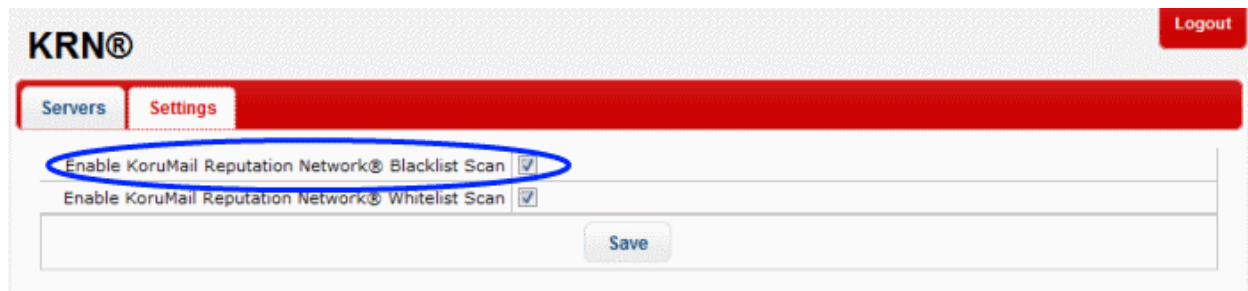 Logout
KRN®
Servers Settings
Enable KoruMail Reputation Network® Blacklist Scan
Enable KoruMail Reputation Network® Whitelist Scan
Save